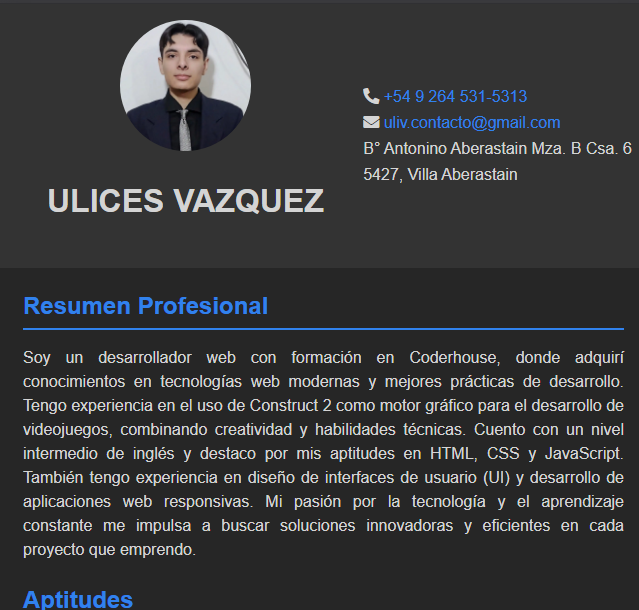 +54 9 264 531-5313
uliv.contacto@gmail.com
B° Antonino Aberastain Mza. B Csa. 6
5427, Villa Aberastain
ULICES VAZQUEZ
Resumen Profesional
Soy un desarrollador web con formación en Coderhouse, donde adquirí
conocimientos en tecnologías web modernas y mejores prácticas de desarrollo.
Tengo experiencia en el uso de Construct 2 como motor gráfico para el desarrollo de
videojuegos, combinando creatividad y habilidades técnicas. Cuento con un nivel
intermedio de inglés y destaco por mis aptitudes en HTML, CSS y JavaScript.
También tengo experiencia en diseño de interfaces de usuario (UI) y desarrollo de
aplicaciones web responsivas. Mi pasión por la tecnología y el aprendizaje
constante me impulsa a buscar soluciones innovadoras y eficientes en cada
proyecto que emprendo.
Aptitudes